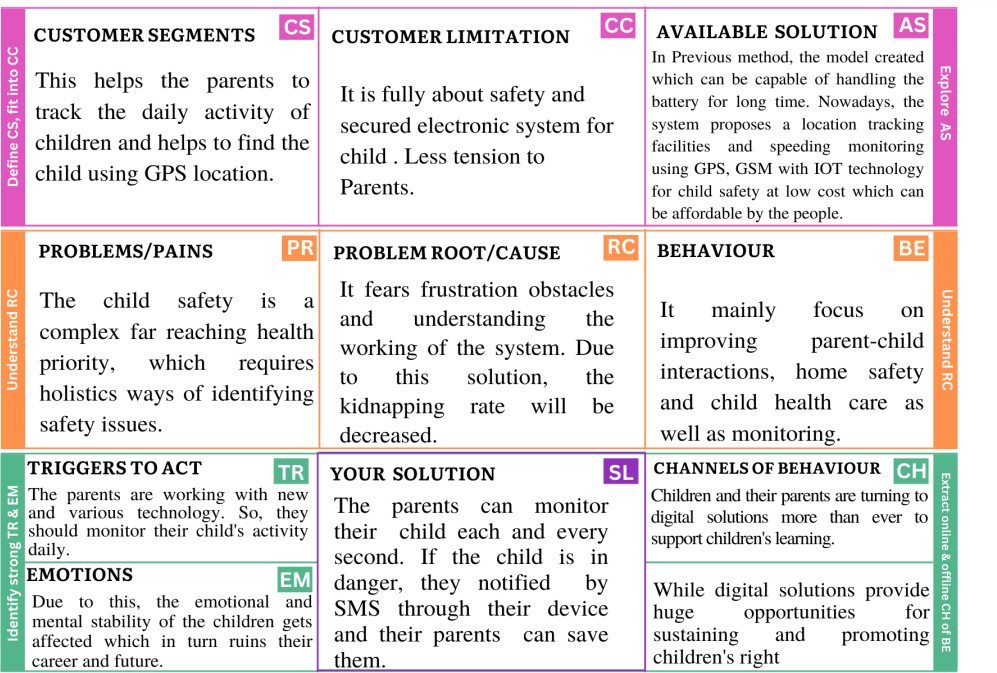 Define CS, fit into CC
CUSTOMER SEGMENTS
CS
This helps the parents to
track the daily activity of
children and helps to find the
child using GPS location.
CUSTOMER LIMITATION
CC
It is fully about safety and
secured electronic system for
child . Less tension to
Parents.
AVAILABLE SOLUTION
AS
In Previous method, the model created
which can be capable of handling the
battery for long time. Nowadays, the
system proposes a location tracking
facilities and speeding monitoring
using GPS, GSM with IOT technology
for child safety at low cost which can
be affordable by the people.
Explore AS
Understand RC
PROBLEMS/PAINS
PR
The child safety is a
complex far reaching health
priority, which requires
holistics ways of identifying
safety issues.
PROBLEM ROOT/CAUSE
RC
It fears frustration obstacles
and understanding the
working of the system. Due
to this solution, the
kidnapping rate will be
decreased.
BEHAVIOUR
BE
It mainly focus on
improving parent-child
interactions, home safety
and child health care as
well as monitoring.
Understand RC
Identify strong TR & EM
TRIGGERS TO ACT
TR
The parents are working with new
and various technology. So, they
should monitor their child's activity
daily.
EMOTIONS
EM
Due to this, the emotional and
mental stability of the children gets
affected which in turn ruins their
career and future.
YOUR SOLUTION
SL
The parents can monitor
their child each and every
second. If the child is in
danger, they notified by
SMS through their device
and their parents can save
them.
CHANNELS OF BEHAVIOUR
CH
Children and their parents are turning to
digital solutions more than ever to
support children's learning.
While digital solutions provide
huge opportunities for
sustaining and promoting
children's right
Extract online & offline CH of BE